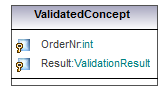 ValidatedConcept
OrderNr:int
Result:ValidationResult